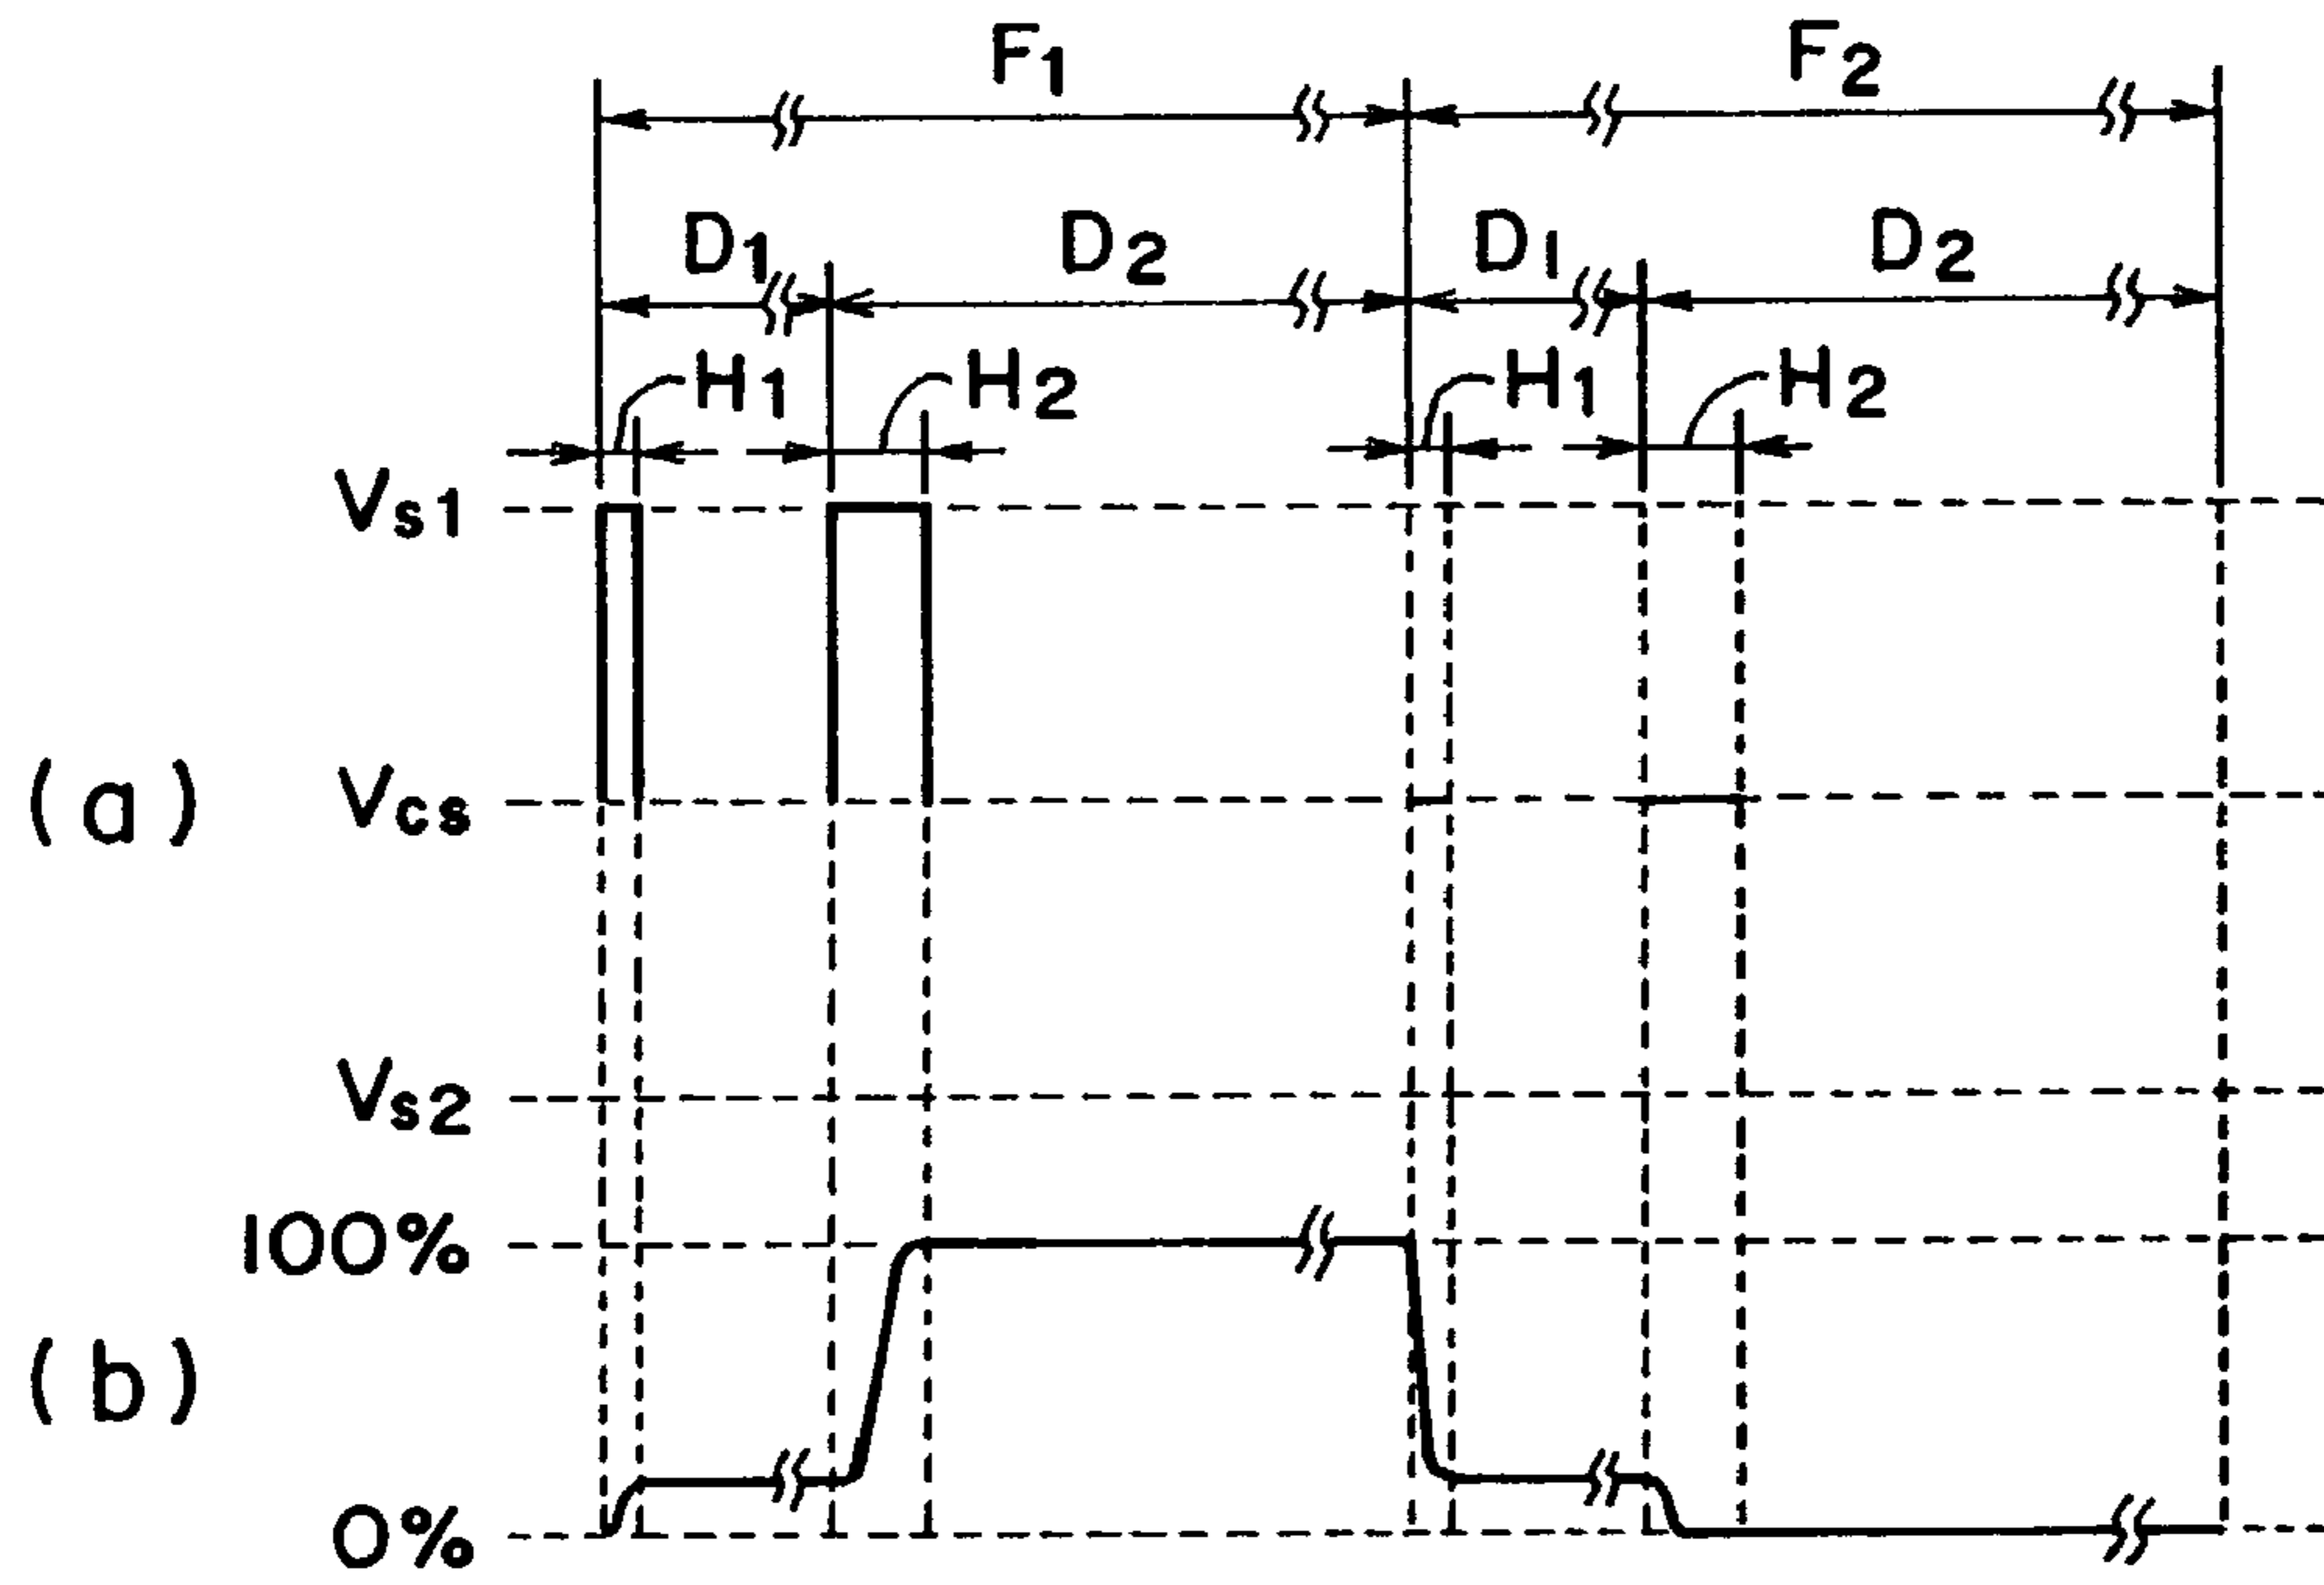 F1 F2
D1 D2 D1 D2
H1 H2 H1 H2
Vs1
(a) Vcs
Vs2
100%
(b)
0%